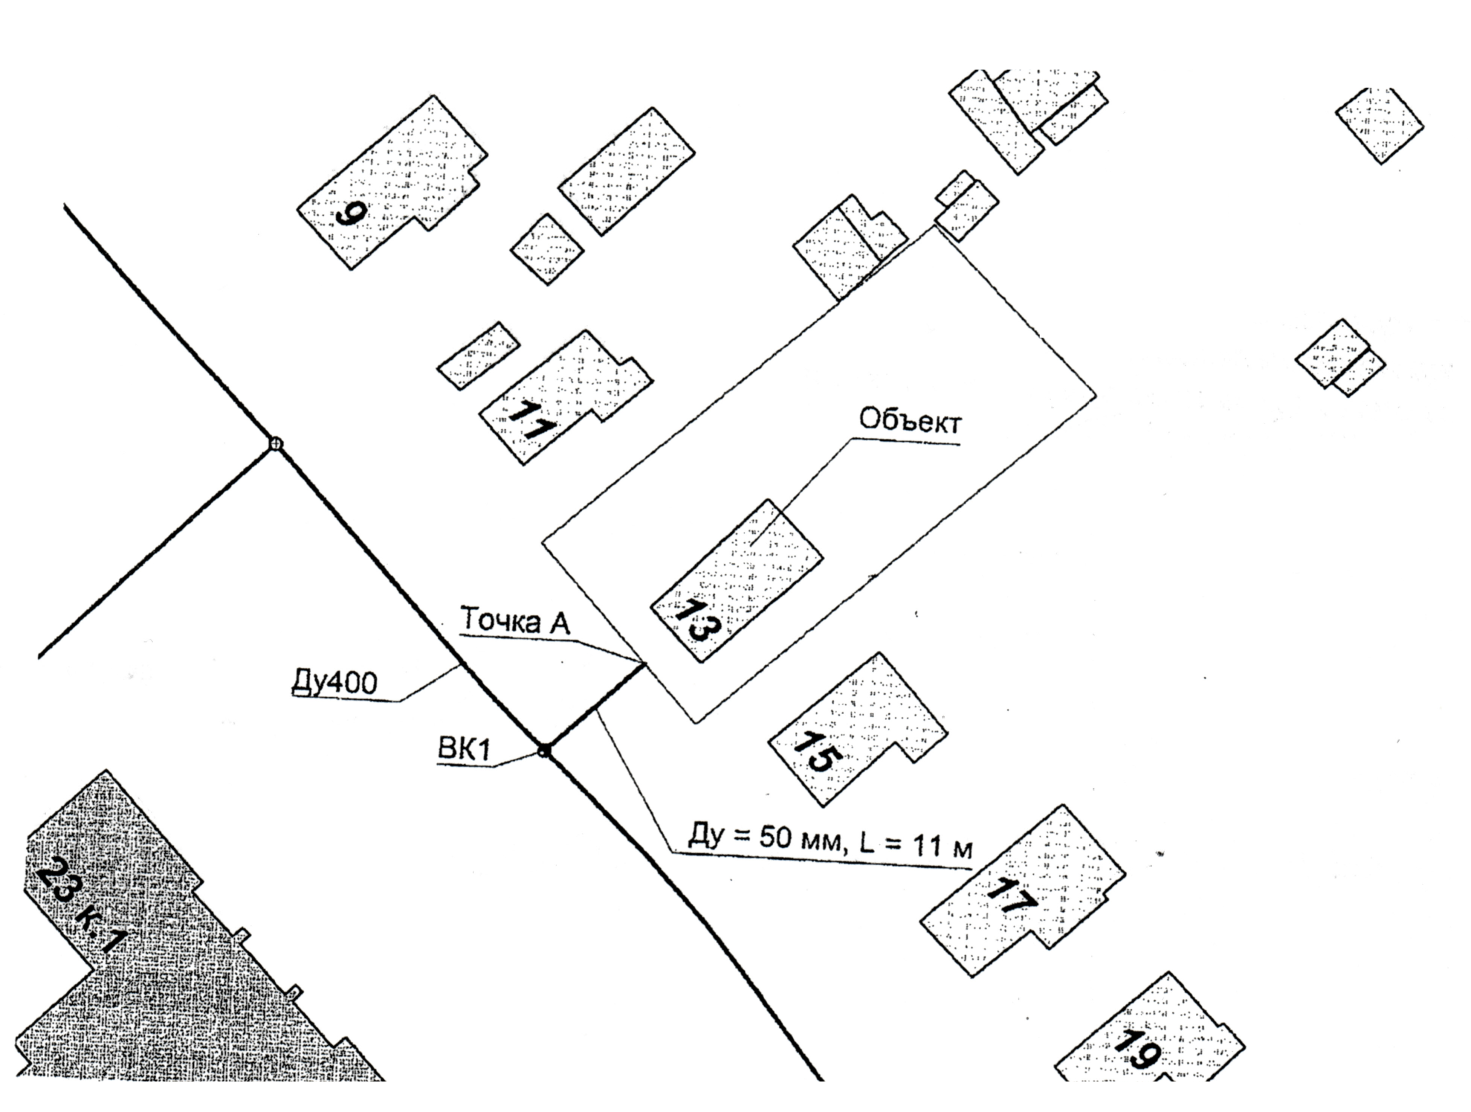 9
11
Объект
13
Точка А
Ду400
ВК1
15
Ду = 50 мм, L = 11 м
23 к.1
17
19